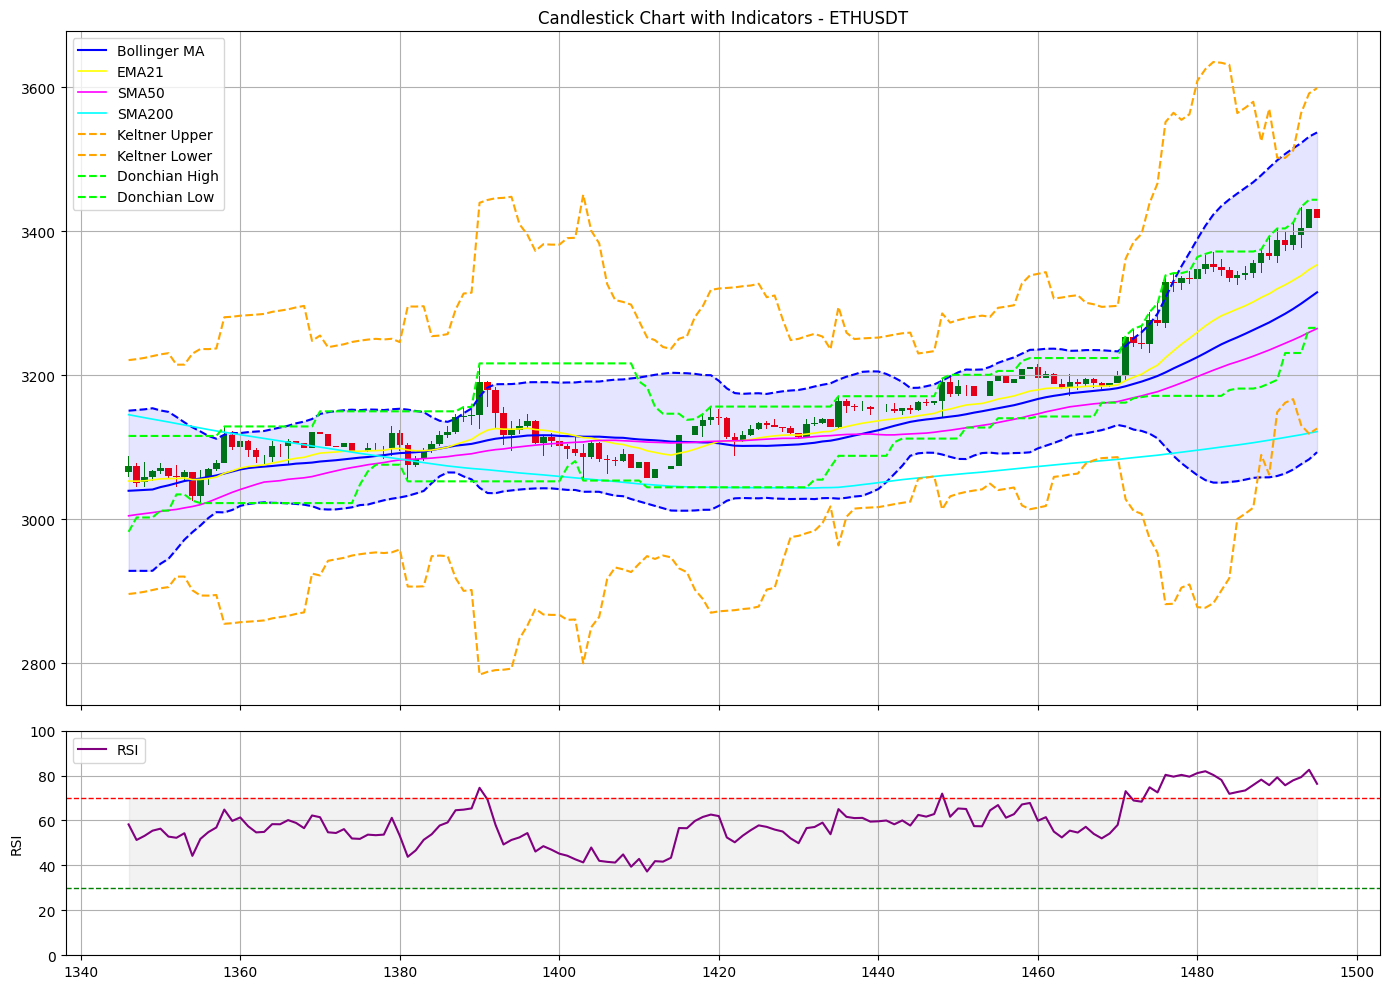 Candlestick Chart with Indicators - ETHUSDT
Bollinger MA
EMA21
SMA50
SMA200
Keltner Upper
Keltner Lower
Donchian High
Donchian Low
3600
3400
3200
3000
2800
RSI
100
80
60
40
20
0
RSI
1340
1360
1380
1400
1420
1440
1460
1480
1500